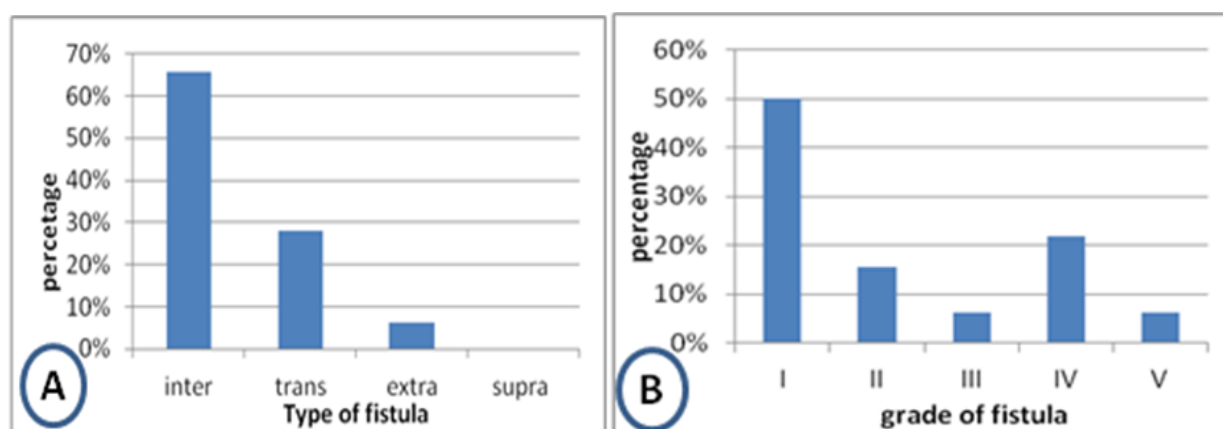 70%
60%
50%
40%
30%
20%
10%
0%
percetage
inter trans extra supra
Type of fistula
A
60%
50%
40%
30%
20%
10%
0%
percentage
I II III IV V
grade of fistula
B